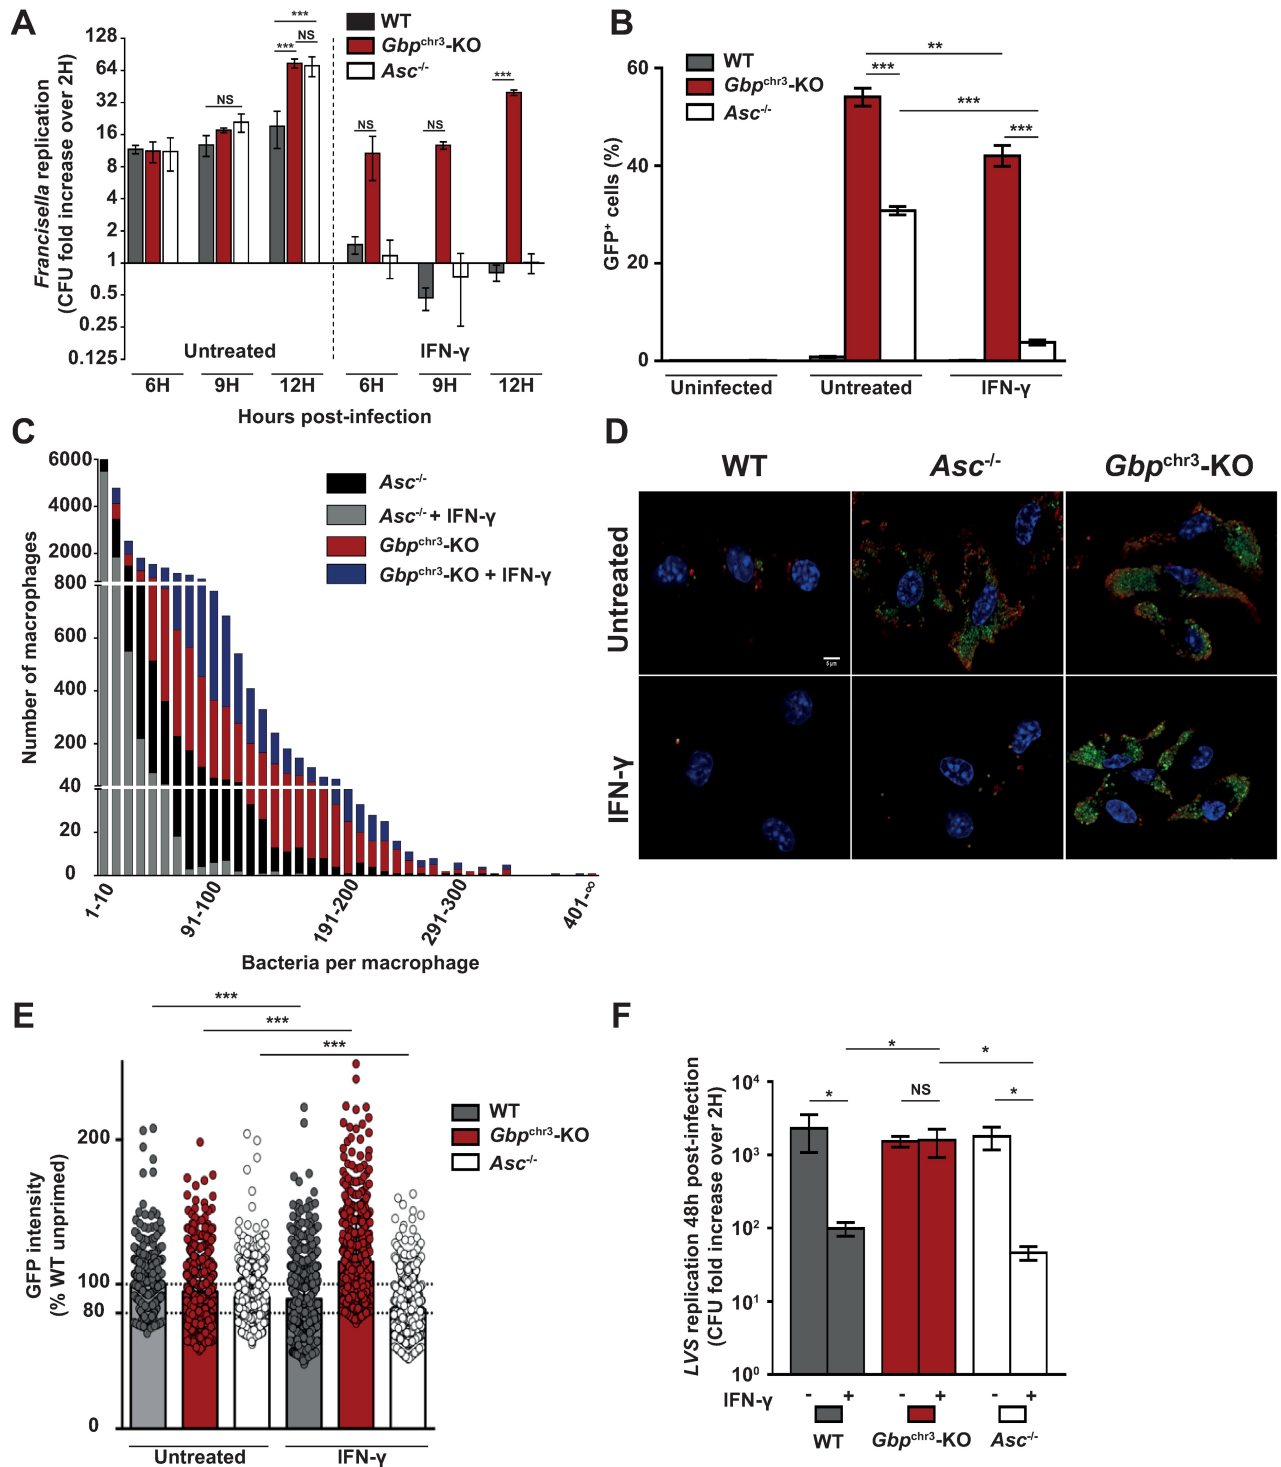 A
WT
Gbpchr3-KO
Asc-/-
Francisella replication
(CFU fold increase over 2H)
128
64
32
16
8
4
2
1
0.5
0.25
0.125
NS
***
***
NS
NS
NS
***
Untreated
IFN-γ
6H
9H
12H
6H
9H
12H
Hours post-infection
B
WT
Gbpchr3-KO
Asc-/-
GFP+ cells (%)
60
40
20
0
**
***
***
***
Uninfected
Untreated
IFN-γ
C
Number of macrophages
6000
4000
2000
800
600
400
200
40
20
0
Asc-/-
Asc-/- + IFN-γ
Gbpchr3-KO
Gbpchr3-KO + IFN-γ
1-10
91-100
191-200
291-300
401-∞
Bacteria per macrophage
D
WT
Asc-/-
Gbpchr3-KO
Untreated
IFN-γ
5 μm
E
***
***
***
GFP intensity
(% WT unprimed)
200
100
80
0
WT
Gbpchr3-KO
Asc-/-
Untreated
IFN-γ
F
LVS replication 48h post-infection
(CFU fold increase over 2H)
104
103
102
101
100
*
*
*
NS
*
IFN-γ
- + - + - +
WT
Gbpchr3-KO
Asc-/-